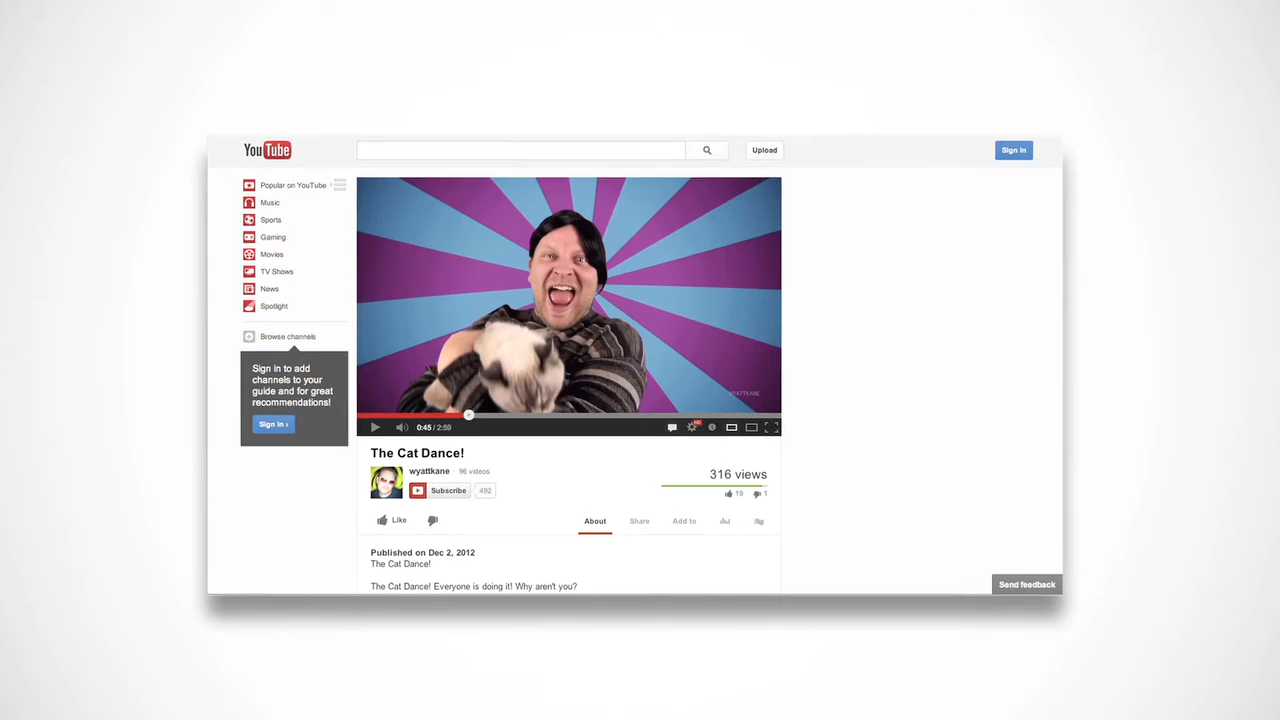 YouTube
Upload
Sign In
Popular on YouTube
Music
Sports
Gaming
Movies
TV Shows
News
Spotlight
Browse channels
Sign in to add
channels to your
guide and for great
recommendations!
Sign In ›
WYATTKANE
0:45 / 2:59
The Cat Dance!
wyattkane · 96 videos
Subscribe 492
316 views
19 1
Like
About Share Add to
Published on Dec 2, 2012
The Cat Dance!
The Cat Dance! Everyone is doing it! Why aren't you?
Send feedback